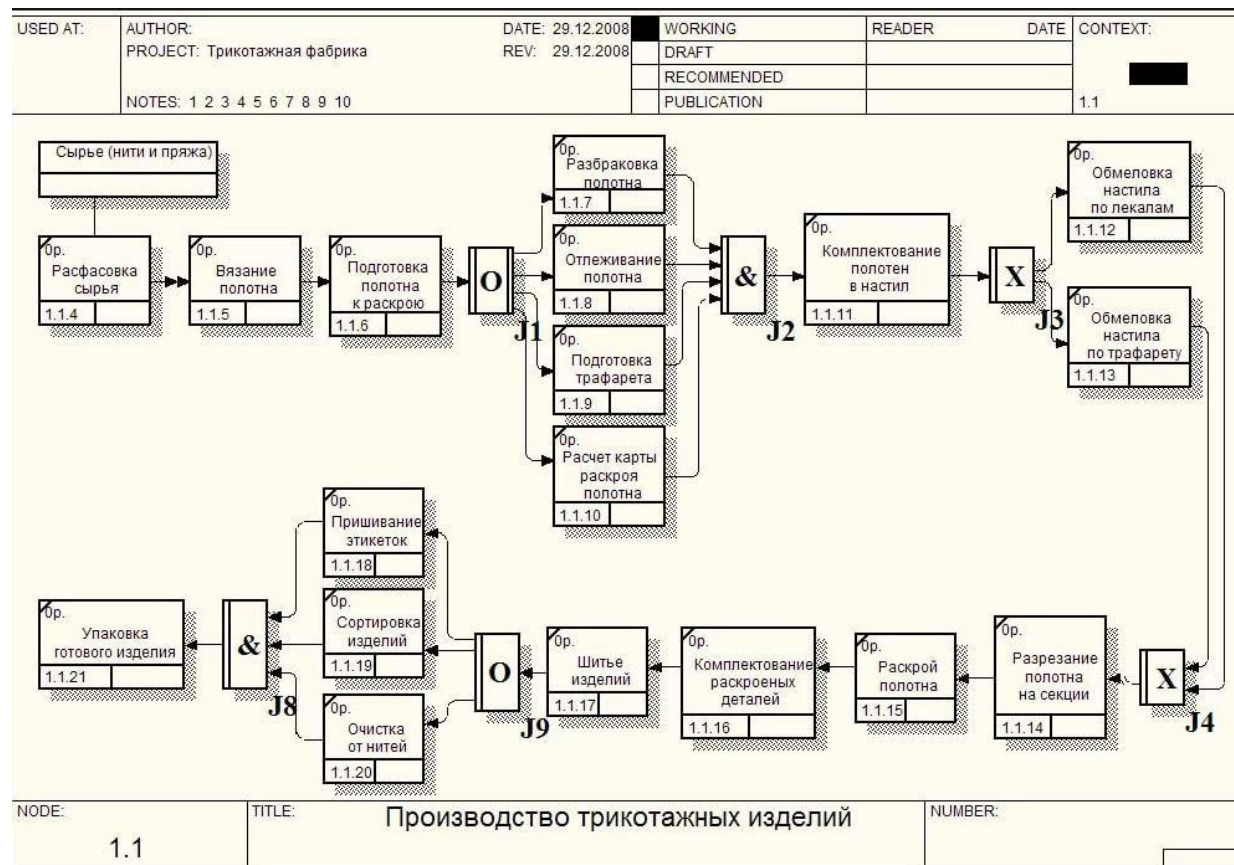 USED AT:
AUTHOR:
DATE: 29.12.2008
WORKING
READER
DATE
CONTEXT:
PROJECT: Трикотажная фабрика
REV: 29.12.2008
DRAFT
RECOMMENDED
NOTES: 1 2 3 4 5 6 7 8 9 10
PUBLICATION
1.1
Сырье (нити и пряжа)
0р.
Расфасовка
сырья
1.1.4
0р.
Вязание
полотна
1.1.5
0р.
Подготовка
полотна
к раскрою
1.1.6
O
J1
0р.
Разбраковка
полотна
1.1.7
0р.
Отлеживание
полотна
1.1.8
0р.
Подготовка
трафарета
1.1.9
0р.
Расчет карты
раскроя
полотна
1.1.10
&
J2
0р.
Комплектование
полотен
в настил
1.1.11
X
J3
0р.
Обмеловка
настила
по лекалам
1.1.12
0р.
Обмеловка
настила
по трафарету
1.1.13
X
J4
0р.
Разрезание
полотна
на секции
1.1.14
0р.
Раскрой
полотна
1.1.15
0р.
Комплектование
раскроеных
деталей
1.1.16
0р.
Шитье
изделий
1.1.17
O
J9
0р.
Пришивание
этикеток
1.1.18
0р.
Сортировка
изделий
1.1.19
0р.
Очистка
от нитей
1.1.20
&
J8
0р.
Упаковка
готового изделия
1.1.21
NODE:
TITLE:
Производство трикотажных изделий
NUMBER:
1.1